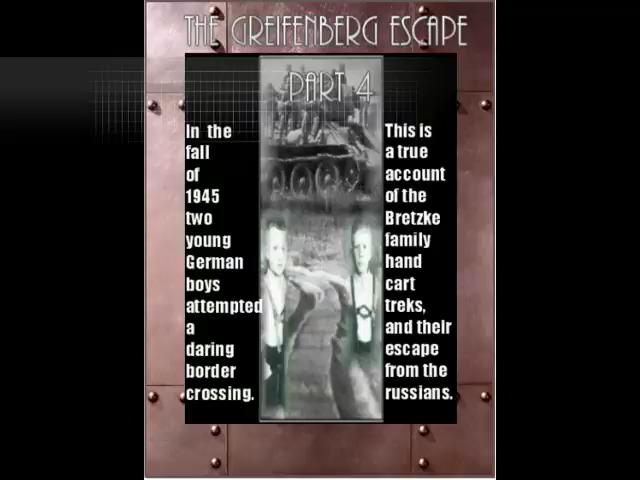 THE GREIFENBERG ESCAPE
PART 4
In the
fall
of
1945
two
young
German
boys
attempted
a
daring
border
crossing.
This is
a true
account
of the
Bretzke
family
hand
cart
treks,
and their
escape
from the
russians.